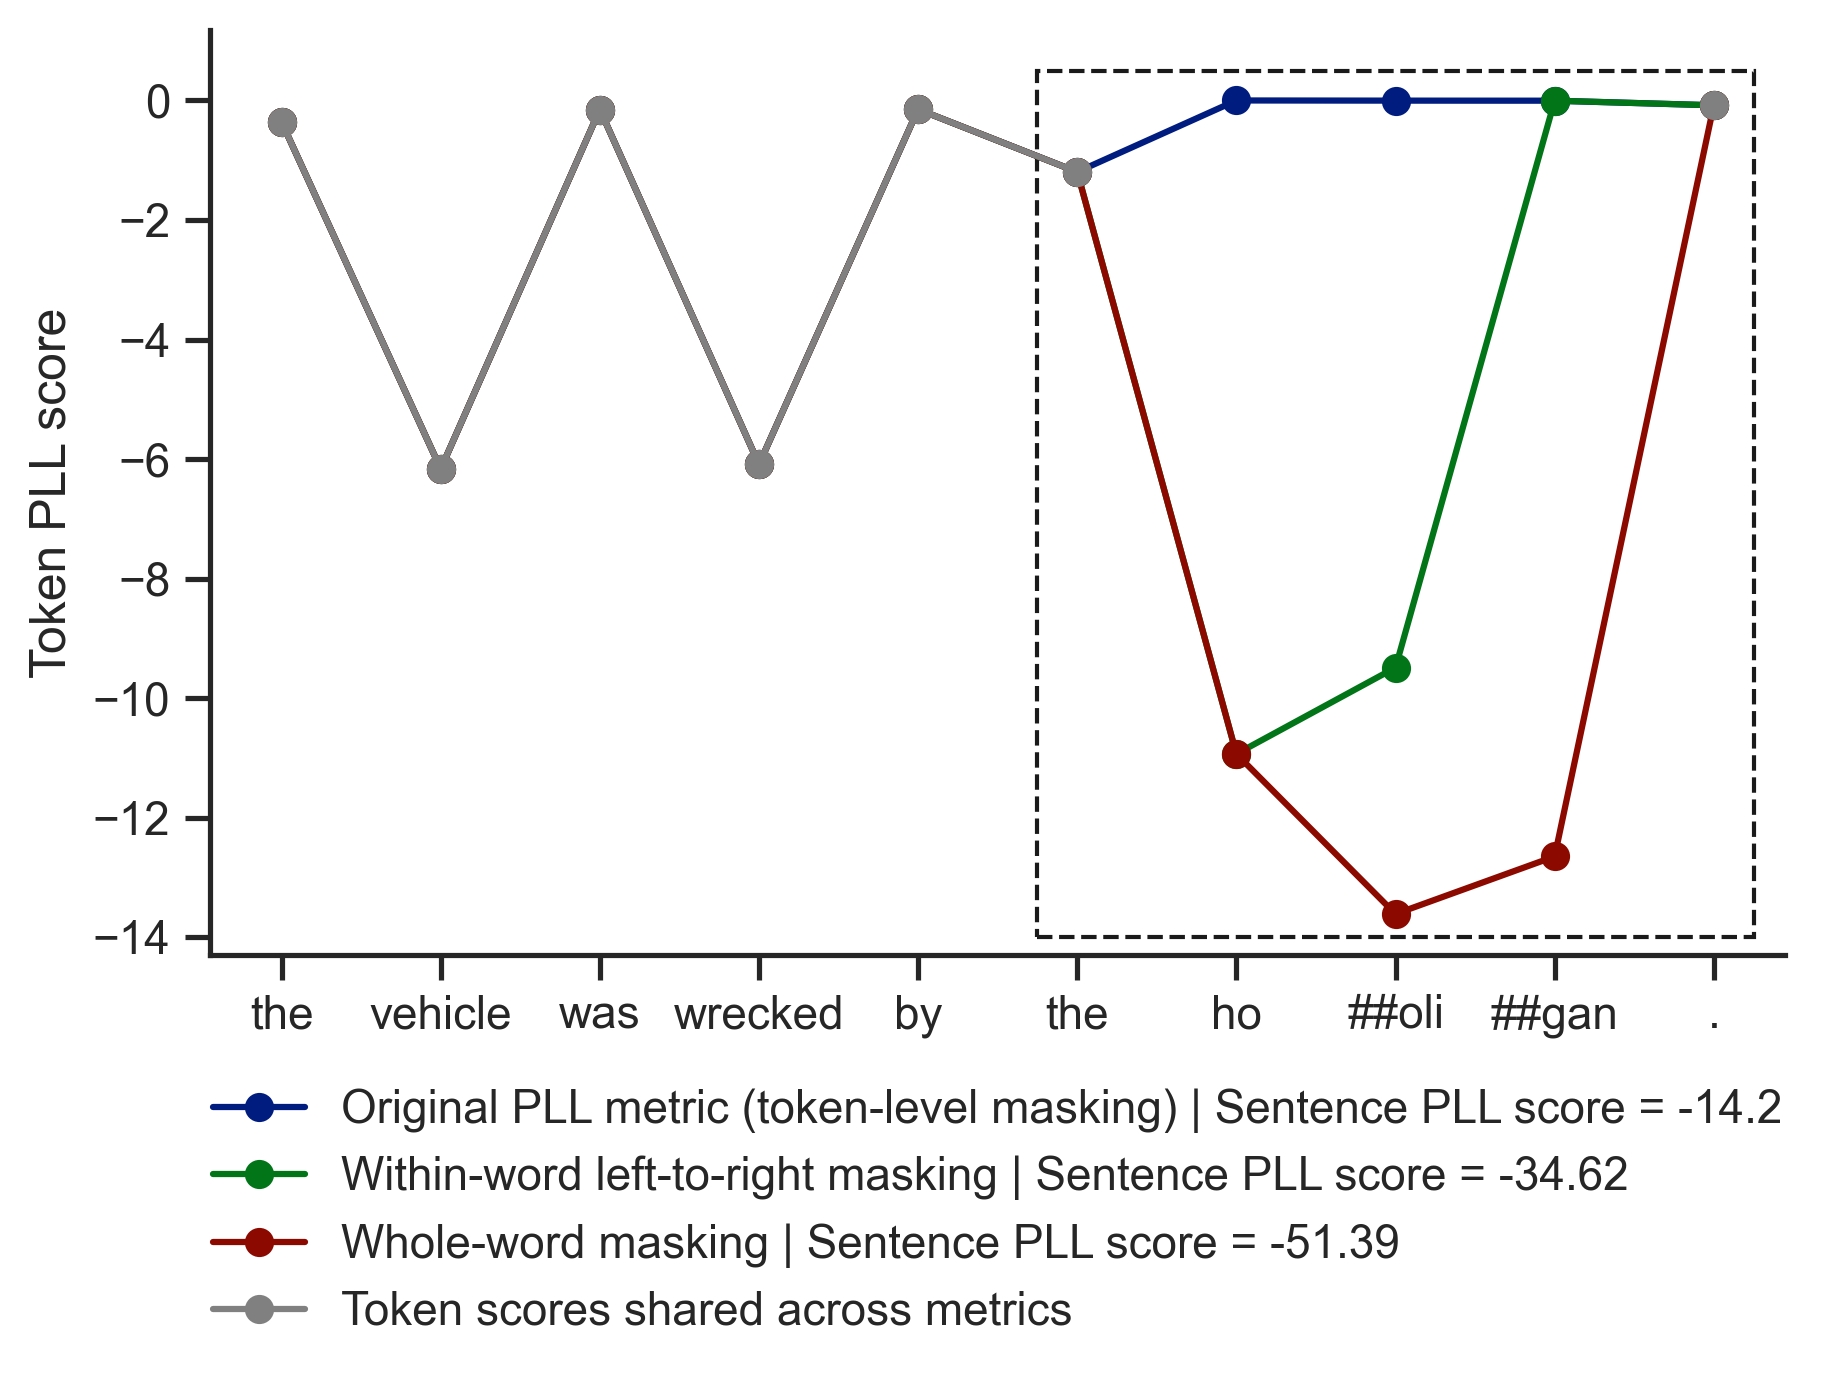 Token PLL score
0
−2
−4
−6
−8
−10
−12
−14
the vehicle was wrecked by the ho ##oli ##gan .
Original PLL metric (token-level masking) | Sentence PLL score = -14.2
Within-word left-to-right masking | Sentence PLL score = -34.62
Whole-word masking | Sentence PLL score = -51.39
Token scores shared across metrics